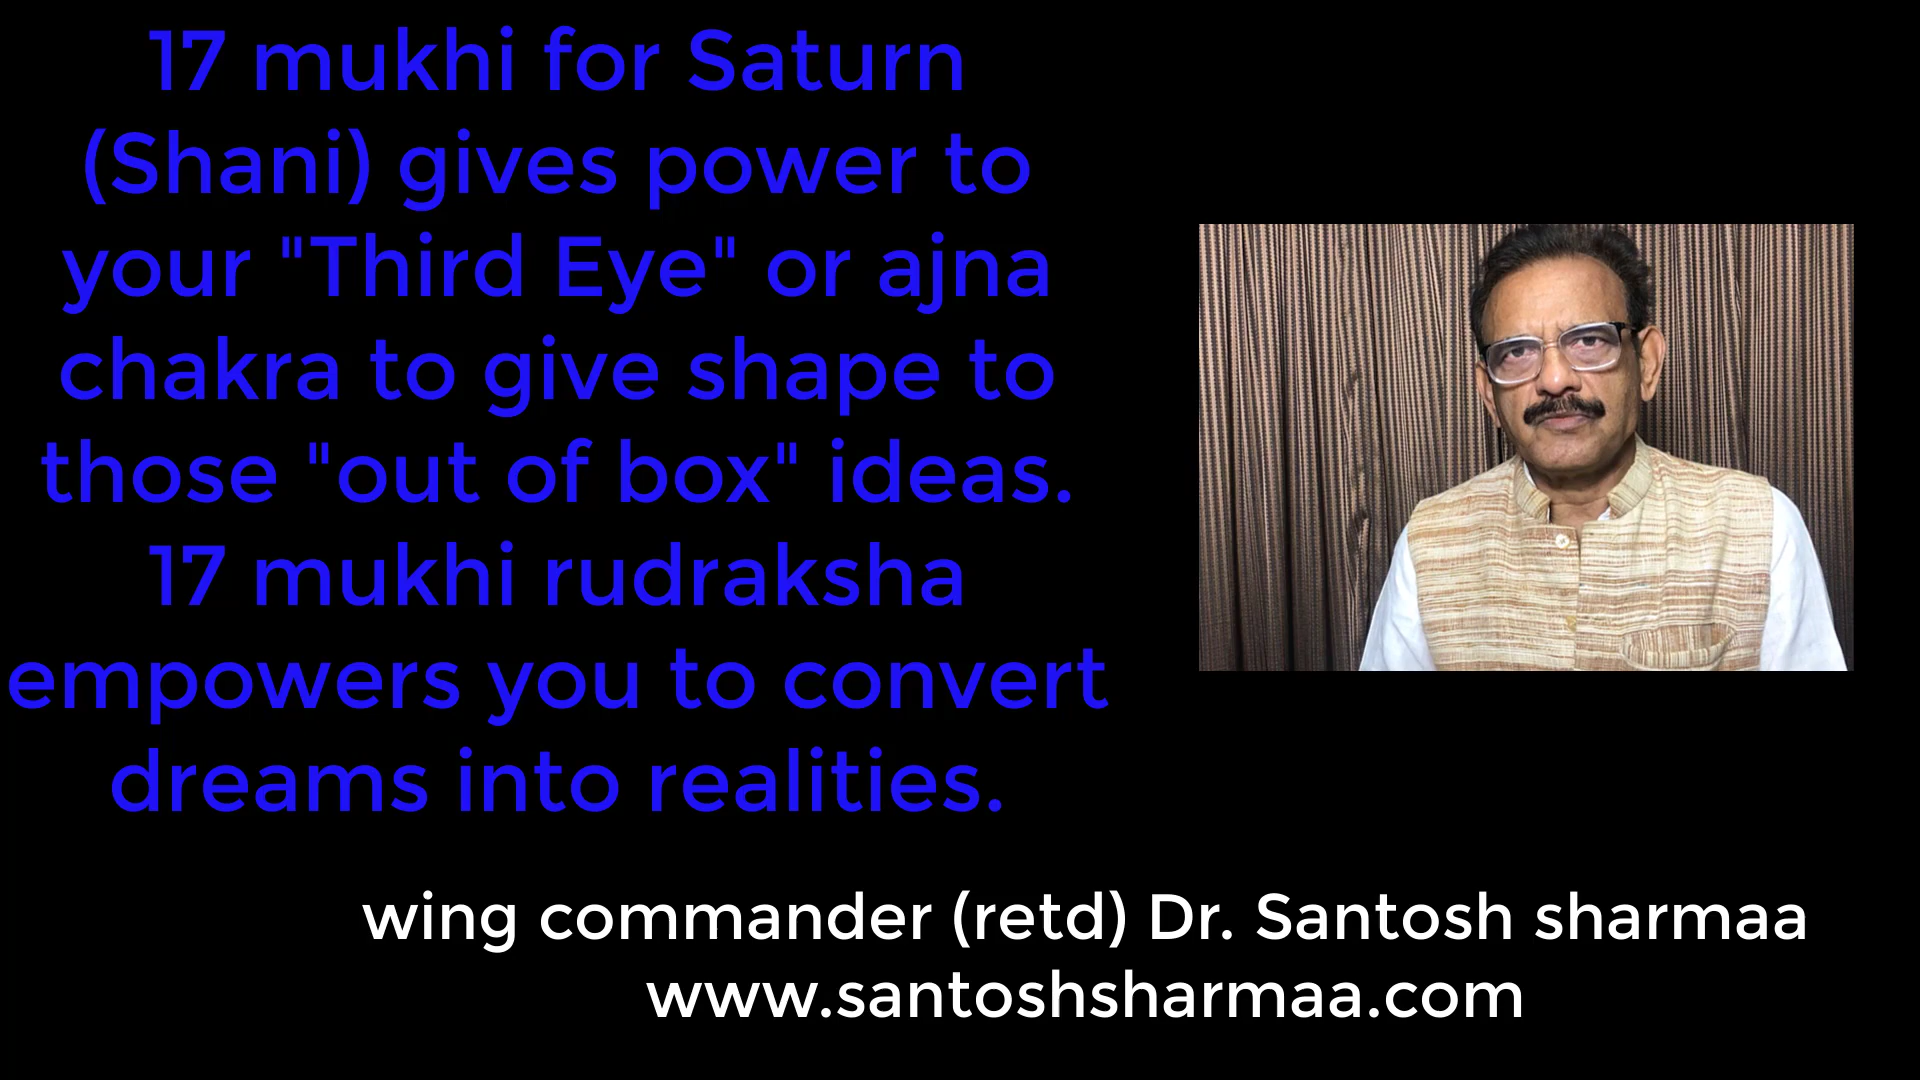 17 mukhi for Saturn
(Shani) gives power to
your "Third Eye" or ajna
chakra to give shape to
those "out of box" ideas.
17 mukhi rudraksha
empowers you to convert
dreams into realities.
wing commander (retd) Dr. Santosh sharmaa
www.santoshsharmaa.com